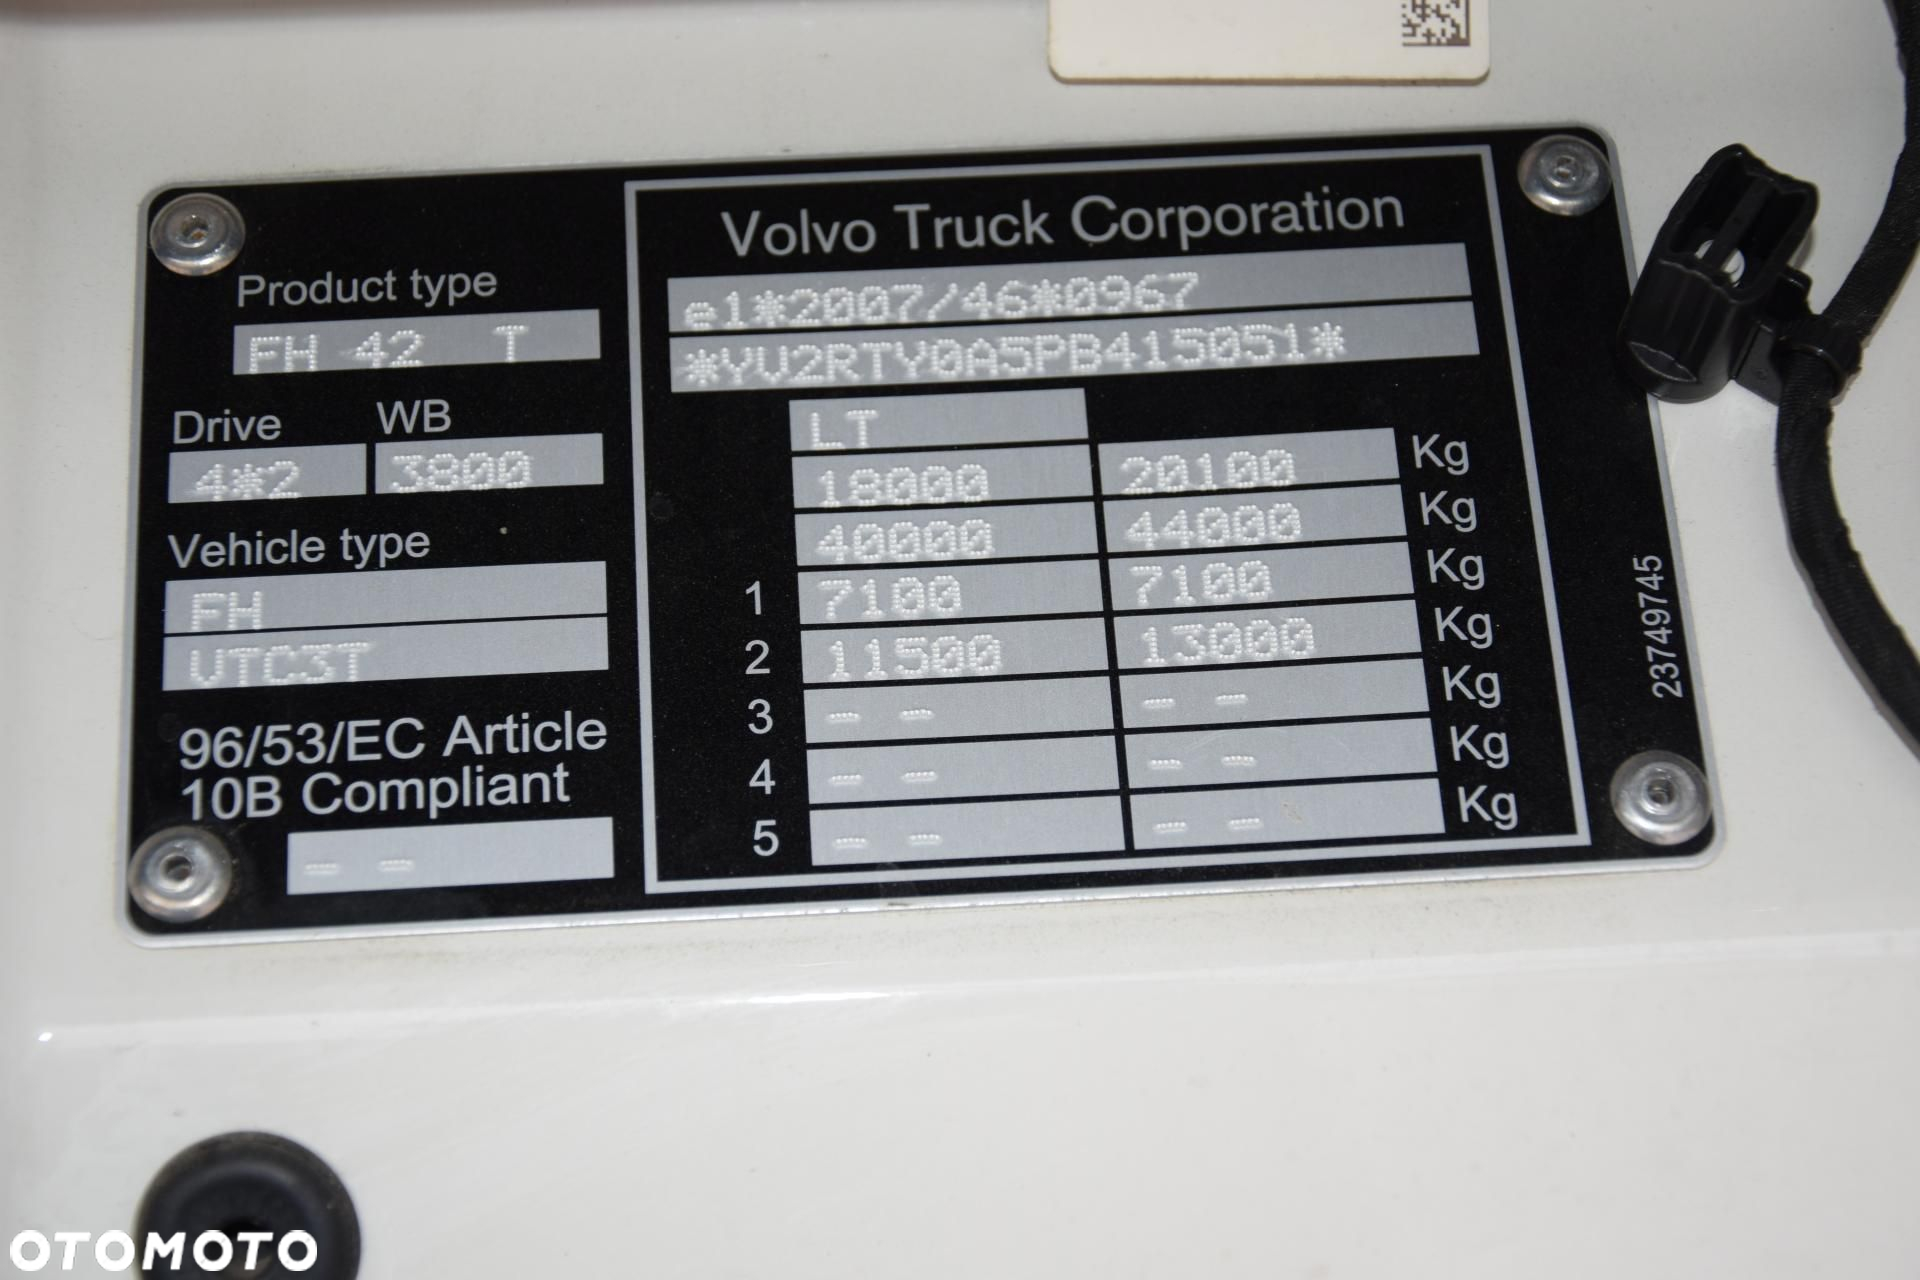 Product type
FH 42 T
Drive WB
4*2 3800
Vehicle type
FH
VTC3T
96/53/EC Article
10B Compliant
- -
Volvo Truck Corporation
e1*2007/46*0967
*YV2RTY0A5PB415051*
LT
18000 20100 Kg
40000 44000 Kg
1 7100 7100 Kg
2 11500 13000 Kg
3 - - - - Kg
4 - - - - Kg
5 - - - - Kg
23749745
OTOMOTO